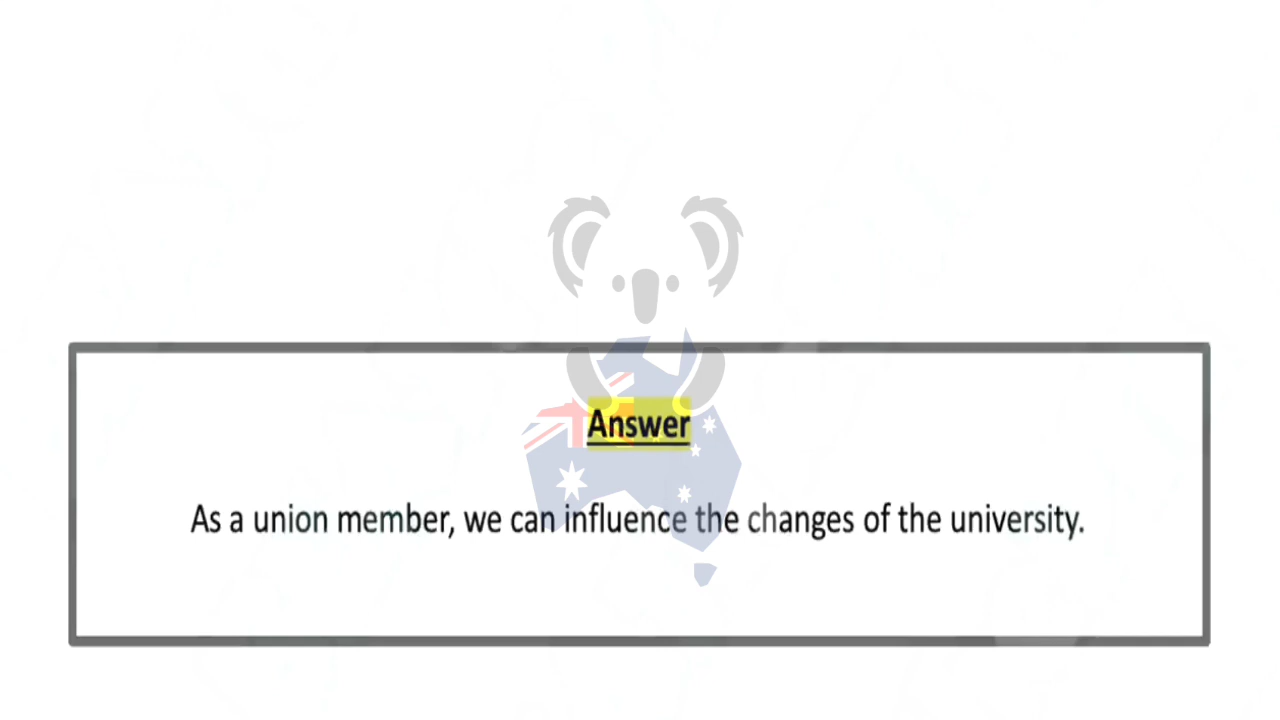 Answer
As a union member, we can influence the changes of the university.